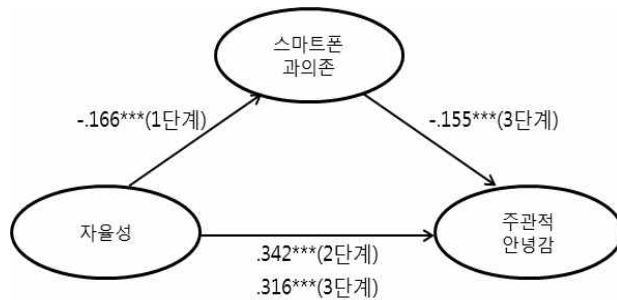 스마트폰
과의존
-.166***(1단계)
-.155***(3단계)
자율성
주관적
안녕감
.342***(2단계)
.316***(3단계)